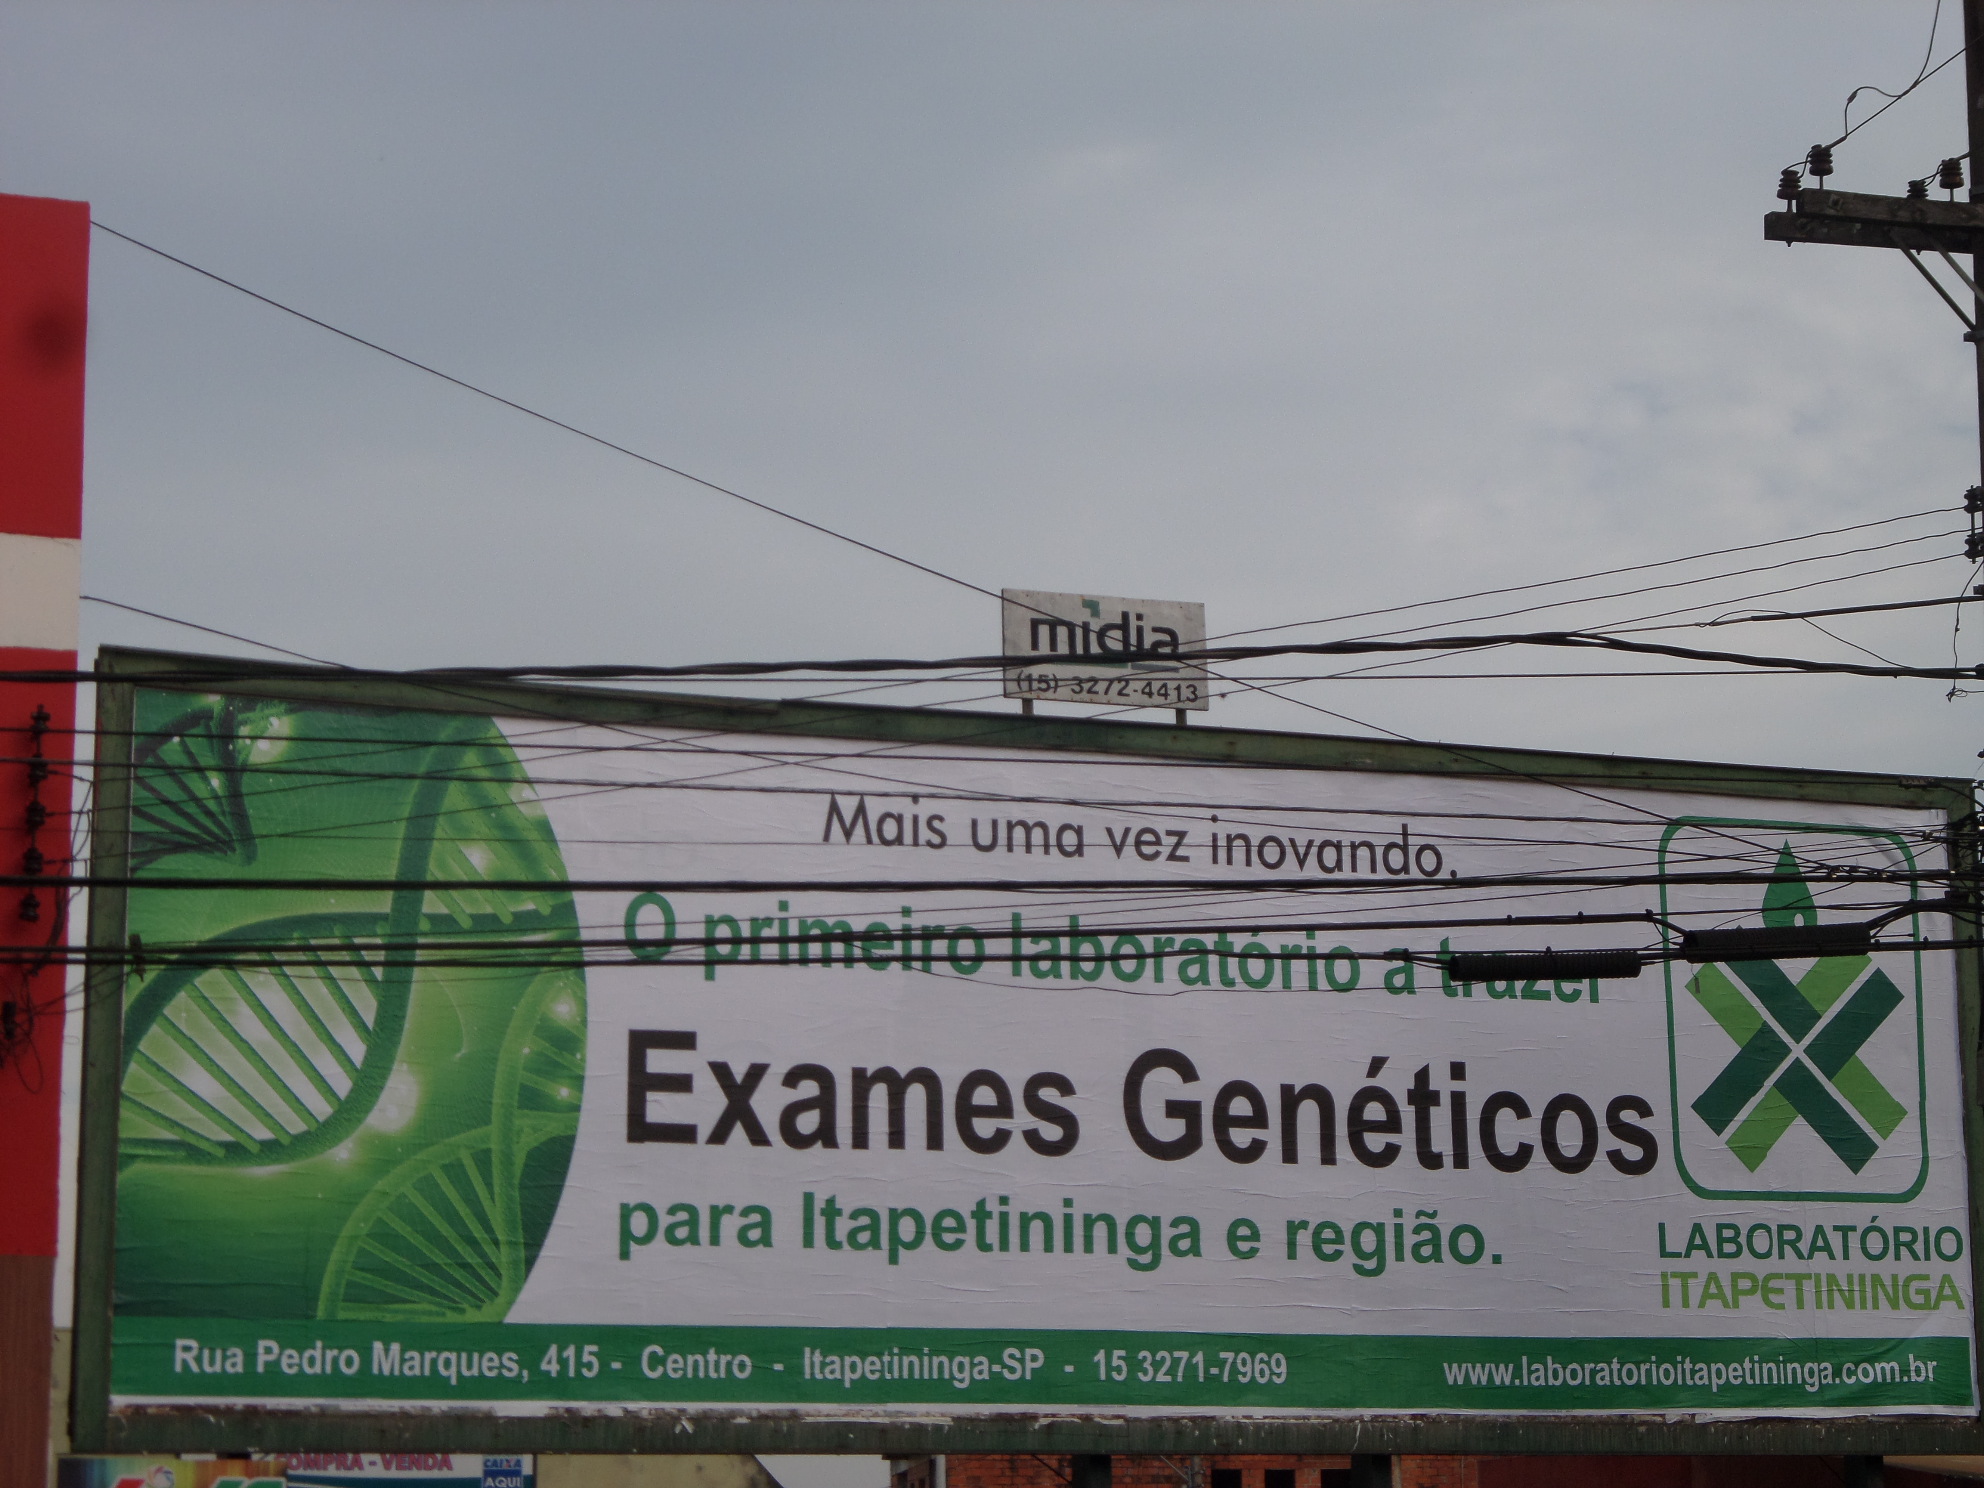 mídia
(15) 3272-4413
Mais uma vez inovando.
O primeiro laboratório a trazer
Exames Genéticos
para Itapetininga e região.
LABORATÓRIO
ITAPETININGA
Rua Pedro Marques, 415 - Centro - Itapetininga-SP - 15 3271-7969
www.laboratorioitapetininga.com.br
COMPRA - VENDA
CAIXA
AQUI